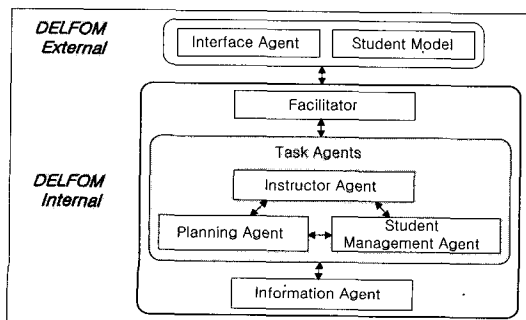 DELFOM
External
Interface Agent
Student Model
Facilitator
Task Agents
DELFOM
Internal
Instructor Agent
Planning Agent
Student
Management Agent
Information Agent